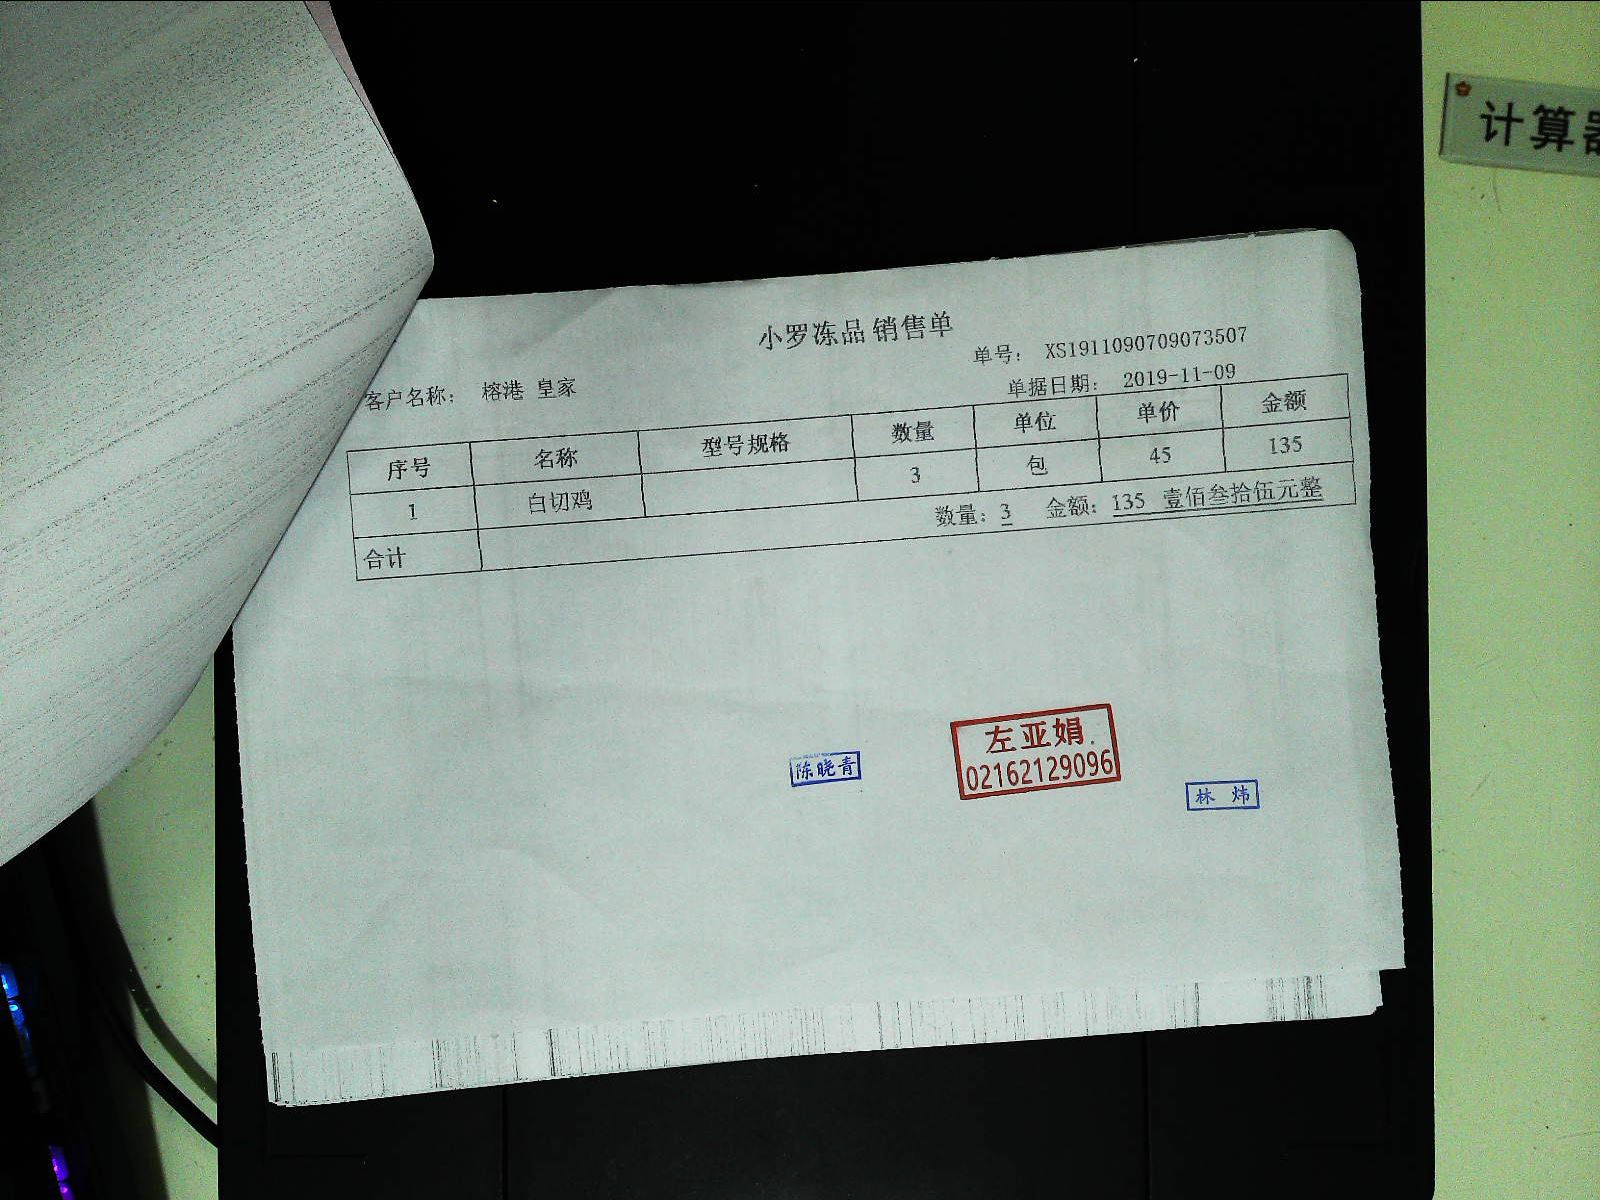 计算器
小罗冻品 销售单
单号： XS1911090709073507
客户名称： 榕港 皇家
单据日期： 2019-11-09
序号 名称 型号规格 数量 单位 单价 金额
1 白切鸡 3 包 45 135
合计 数量：3 金额：135 壹佰叁拾伍元整
左亚娟
02162129096
陈晓青
林 炜